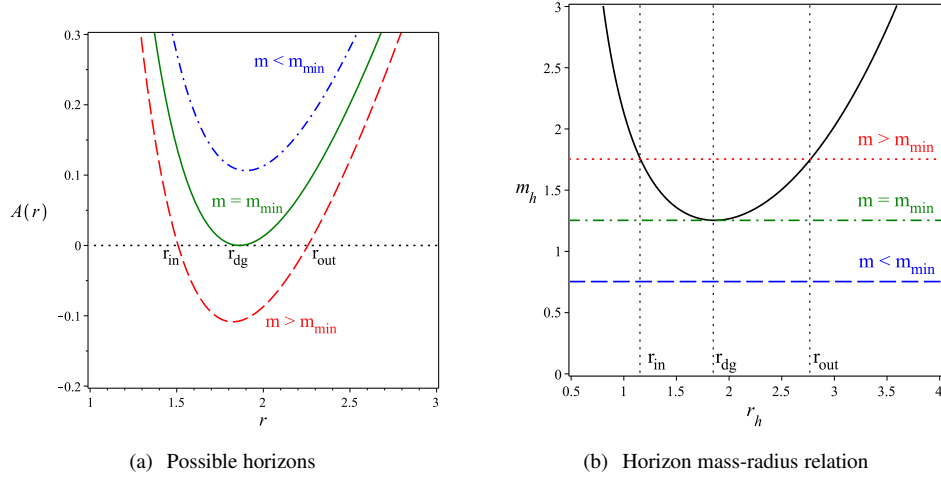 0.3
0.2
0.1
0
−0.1
−0.2
A(r)
m < m_min
m = m_min
m > m_min
r_in
r_dg
r_out
1
1.5
2
2.5
3
r
(a) Possible horizons
3
2.5
2
1.5
1
0.5
0
m_h
m > m_min
m = m_min
m < m_min
r_in
r_dg
r_out
0.5
1
1.5
2
2.5
3
3.5
4
r_h
(b) Horizon mass-radius relation